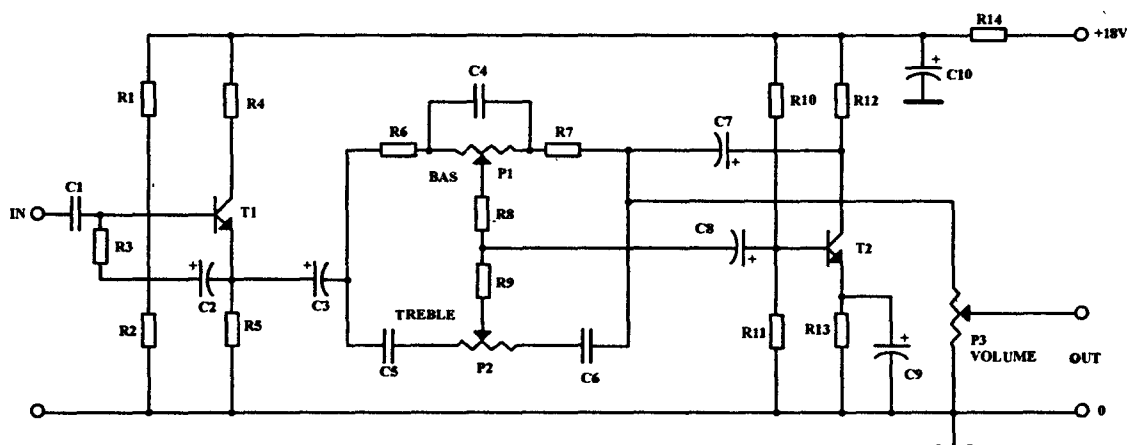 R14
+18V
C4
C10
R1
R4
R10
R12
C7
R6
R7
BAS
P1
C1
IN
T1
R8
C8
R3
T2
R9
C2
C3
TREBLE
R2
R5
R11
R13
P3
VOLUME
OUT
C5
P2
C6
C9
0
+
+
+
+
+
+